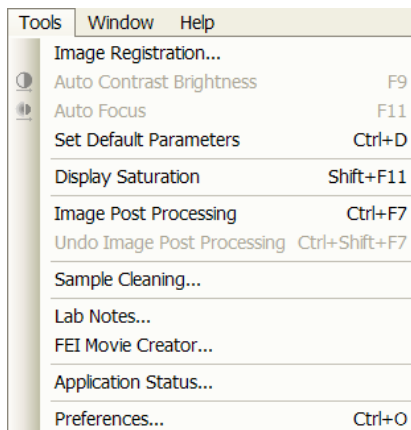 Tools Window Help
Image Registration...
Auto Contrast Brightness F9
Auto Focus F11
Set Default Parameters Ctrl+D
Display Saturation Shift+F11
Image Post Processing Ctrl+F7
Undo Image Post Processing Ctrl+Shift+F7
Sample Cleaning...
Lab Notes...
FEI Movie Creator...
Application Status...
Preferences... Ctrl+O